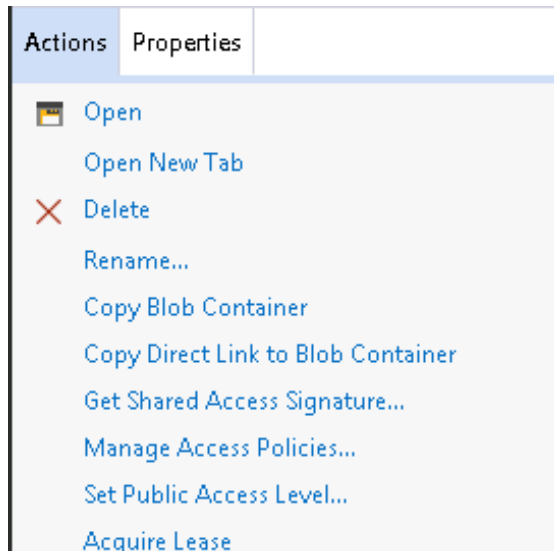 Actions Properties
Open
Open New Tab
Delete
Rename...
Copy Blob Container
Copy Direct Link to Blob Container
Get Shared Access Signature...
Manage Access Policies...
Set Public Access Level...
Acquire Lease